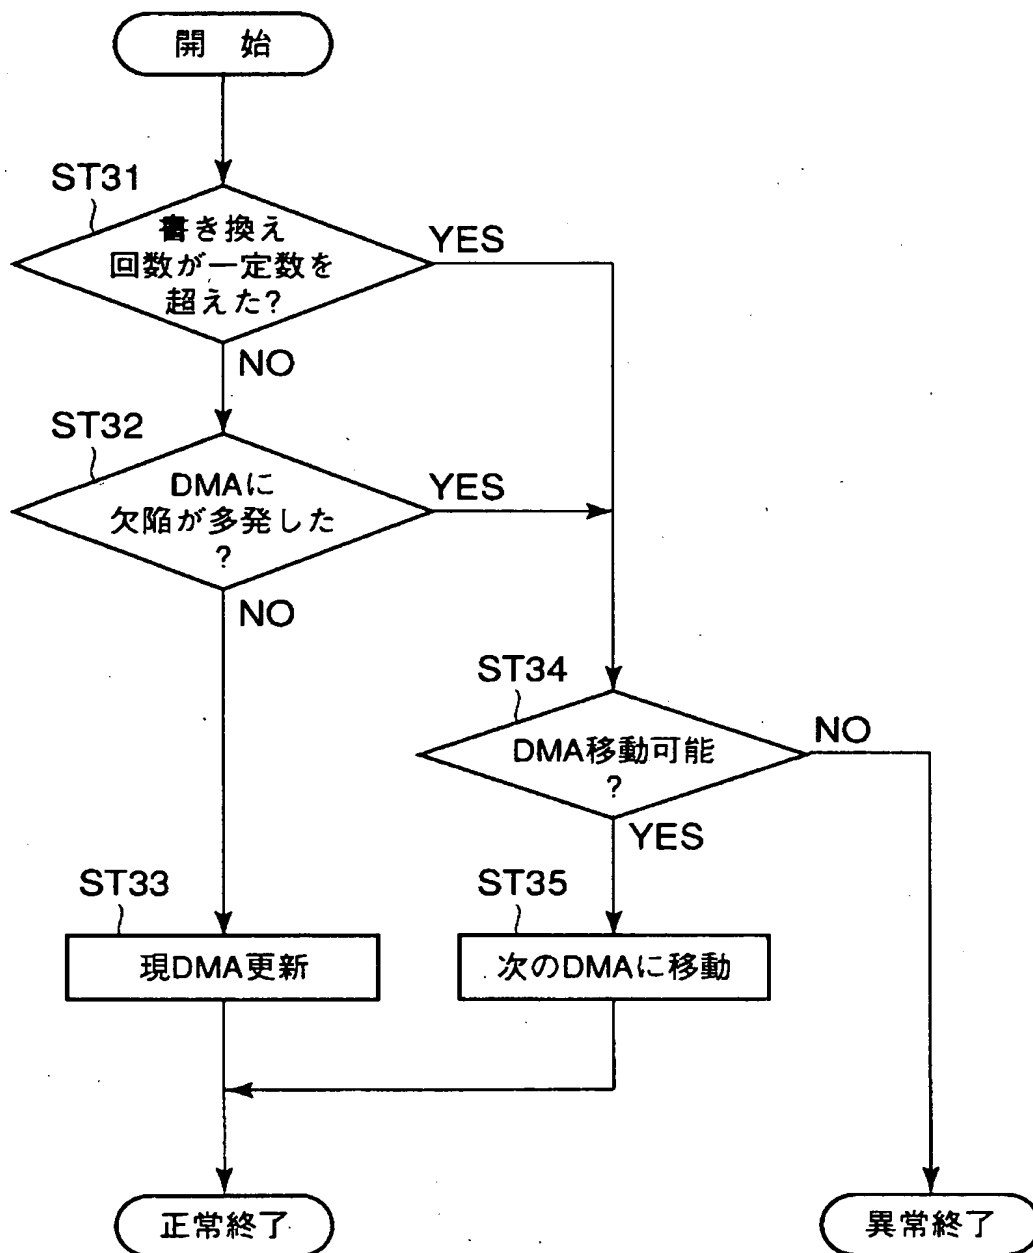 開 始
ST31
書き換え
回数が一定数を
超えた?
YES
NO
ST32
DMAに
欠陥が多発した
?
YES
NO
ST34
DMA移動可能
?
NO
YES
ST33
現DMA更新
ST35
次のDMAに移動
正常終了
異常終了